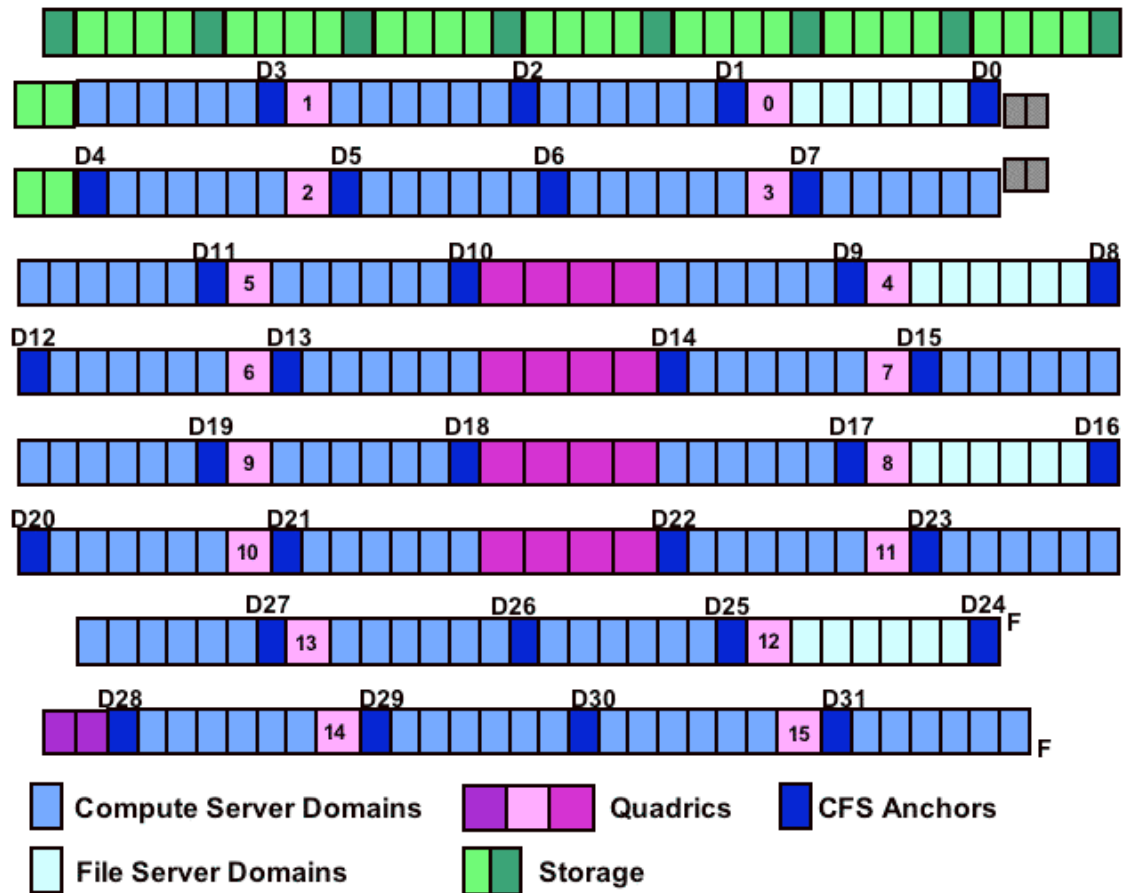 D3 D2 D1 D0
1 0
D4 D5 D6 D7
2 3
D11 D10 D9 D8
5 4
D12 D13 D14 D15
6 7
D19 D18 D17 D16
9 8
D20 D21 D22 D23
10 11
D27 D26 D25 D24 F
13 12
D28 D29 D30 D31
14 15 F
Compute Server Domains Quadrics CFS Anchors
File Server Domains Storage